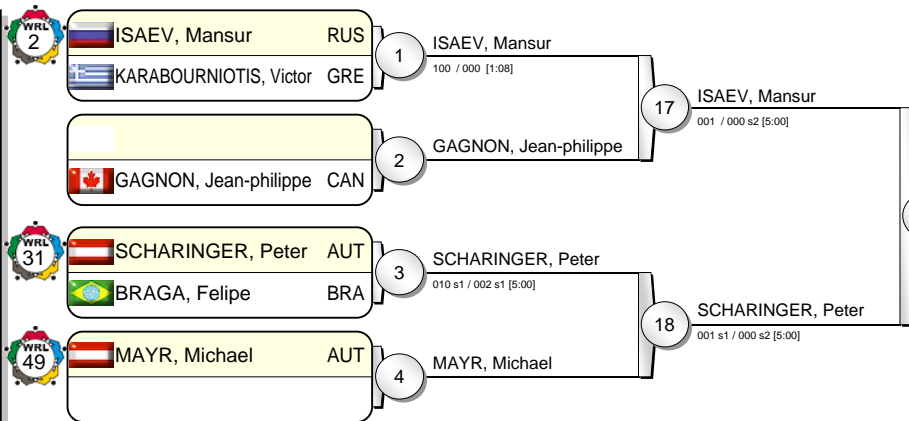 WRL
2
ISAEV, Mansur RUS
KARABOURNIOTIS, Victor GRE
1
ISAEV, Mansur
100 / 000 [1:08]
GAGNON, Jean-philippe CAN
2
GAGNON, Jean-philippe
17
ISAEV, Mansur
001 / 000 s2 [5:00]
WRL
31
SCHARINGER, Peter AUT
BRAGA, Felipe BRA
3
SCHARINGER, Peter
010 s1 / 002 s1 [5:00]
WRL
49
MAYR, Michael AUT
4
MAYR, Michael
18
SCHARINGER, Peter
001 s1 / 000 s2 [5:00]